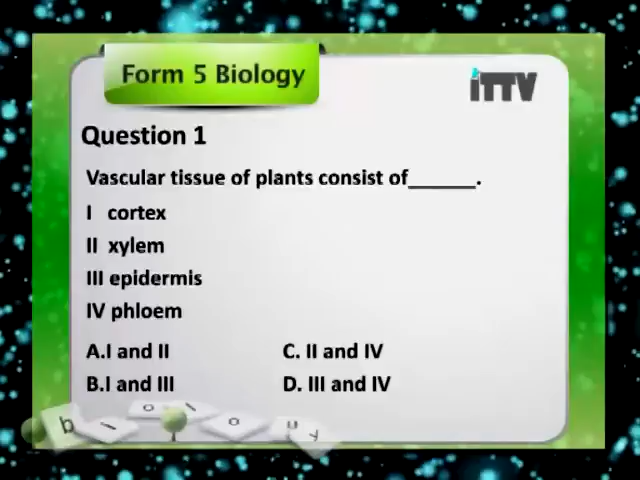 Form 5 Biology
iTTV
Question 1
Vascular tissue of plants consist of______.
I cortex
II xylem
III epidermis
IV phloem
A.I and II
C. II and IV
B.I and III
D. III and IV
b i o l o g y